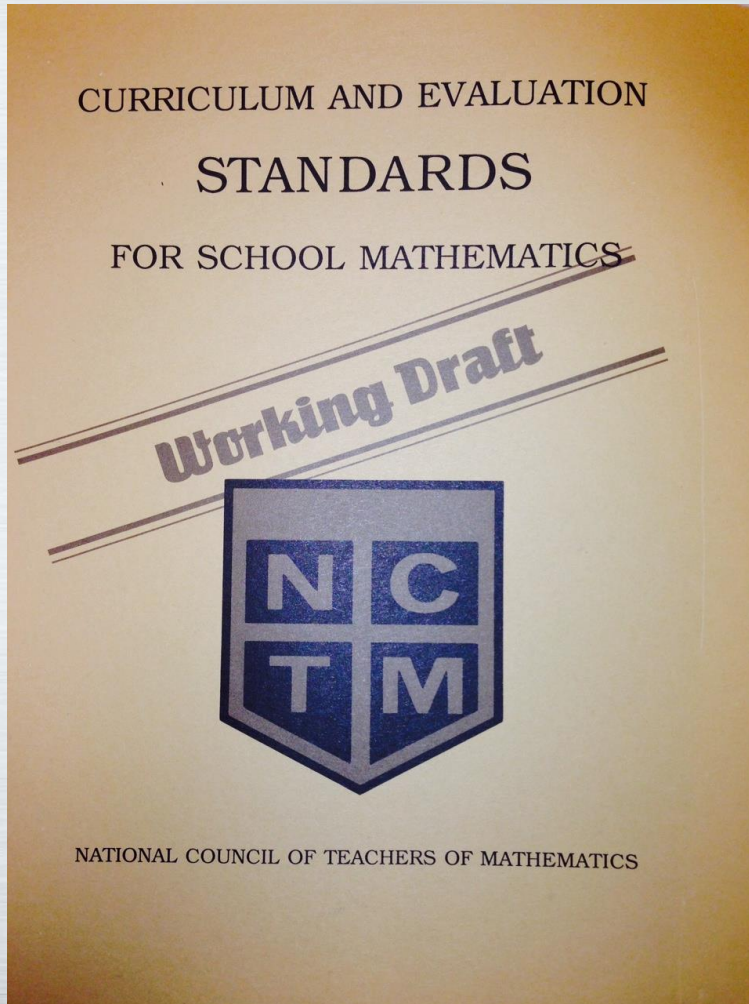 CURRICULUM AND EVALUATION
STANDARDS
FOR SCHOOL MATHEMATICS
Working Draft
N C
T M
NATIONAL COUNCIL OF TEACHERS OF MATHEMATICS